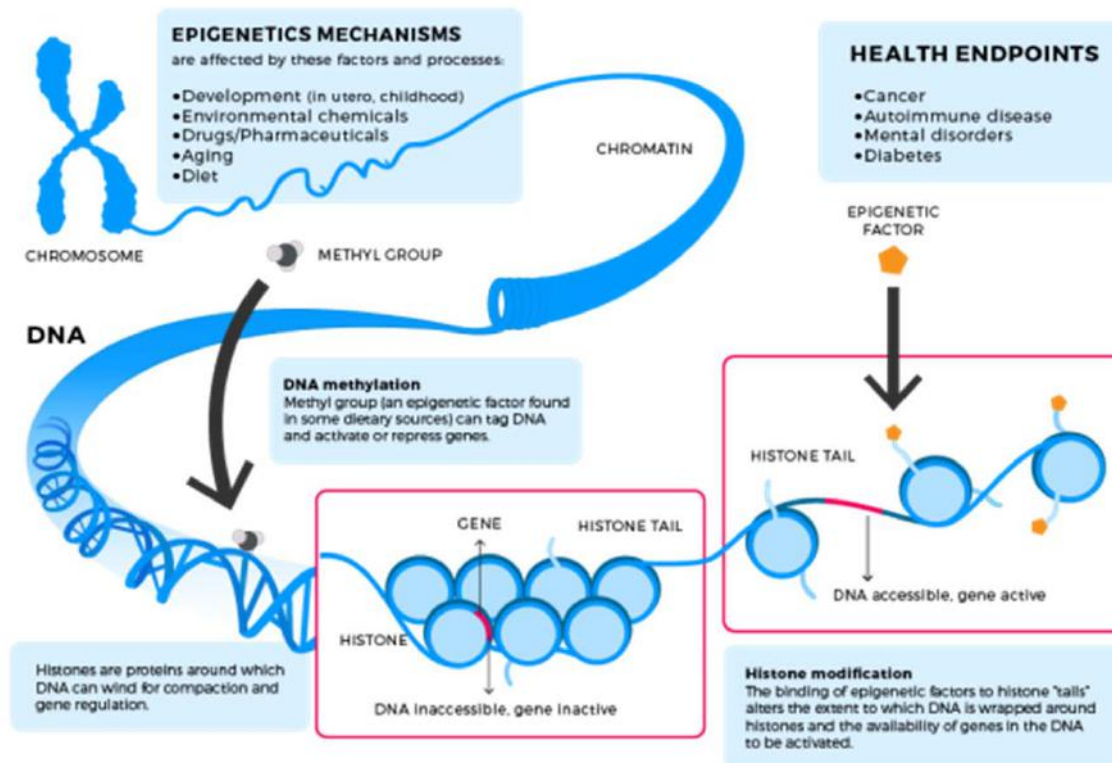 EPIGENETICS MECHANISMS
are affected by these factors and processes:
•Development (in utero, childhood)
•Environmental chemicals
•Drugs/Pharmaceuticals
•Aging
•Diet
HEALTH ENDPOINTS
•Cancer
•Autoimmune disease
•Mental disorders
•Diabetes
CHROMATIN
EPIGENETIC
FACTOR
CHROMOSOME
METHYL GROUP
DNA
DNA methylation
Methyl group (an epigenetic factor found
in some dietary sources) can tag DNA
and activate or repress genes.
HISTONE TAIL
GENE
HISTONE TAIL
DNA accessible, gene active
HISTONE
DNA inaccessible, gene inactive
Histones are proteins around which
DNA can wind for compaction and
gene regulation.
Histone modification
The binding of epigenetic factors to histone "tails"
alters the extent to which DNA is wrapped around
histones and the availability of genes in the DNA
to be activated.